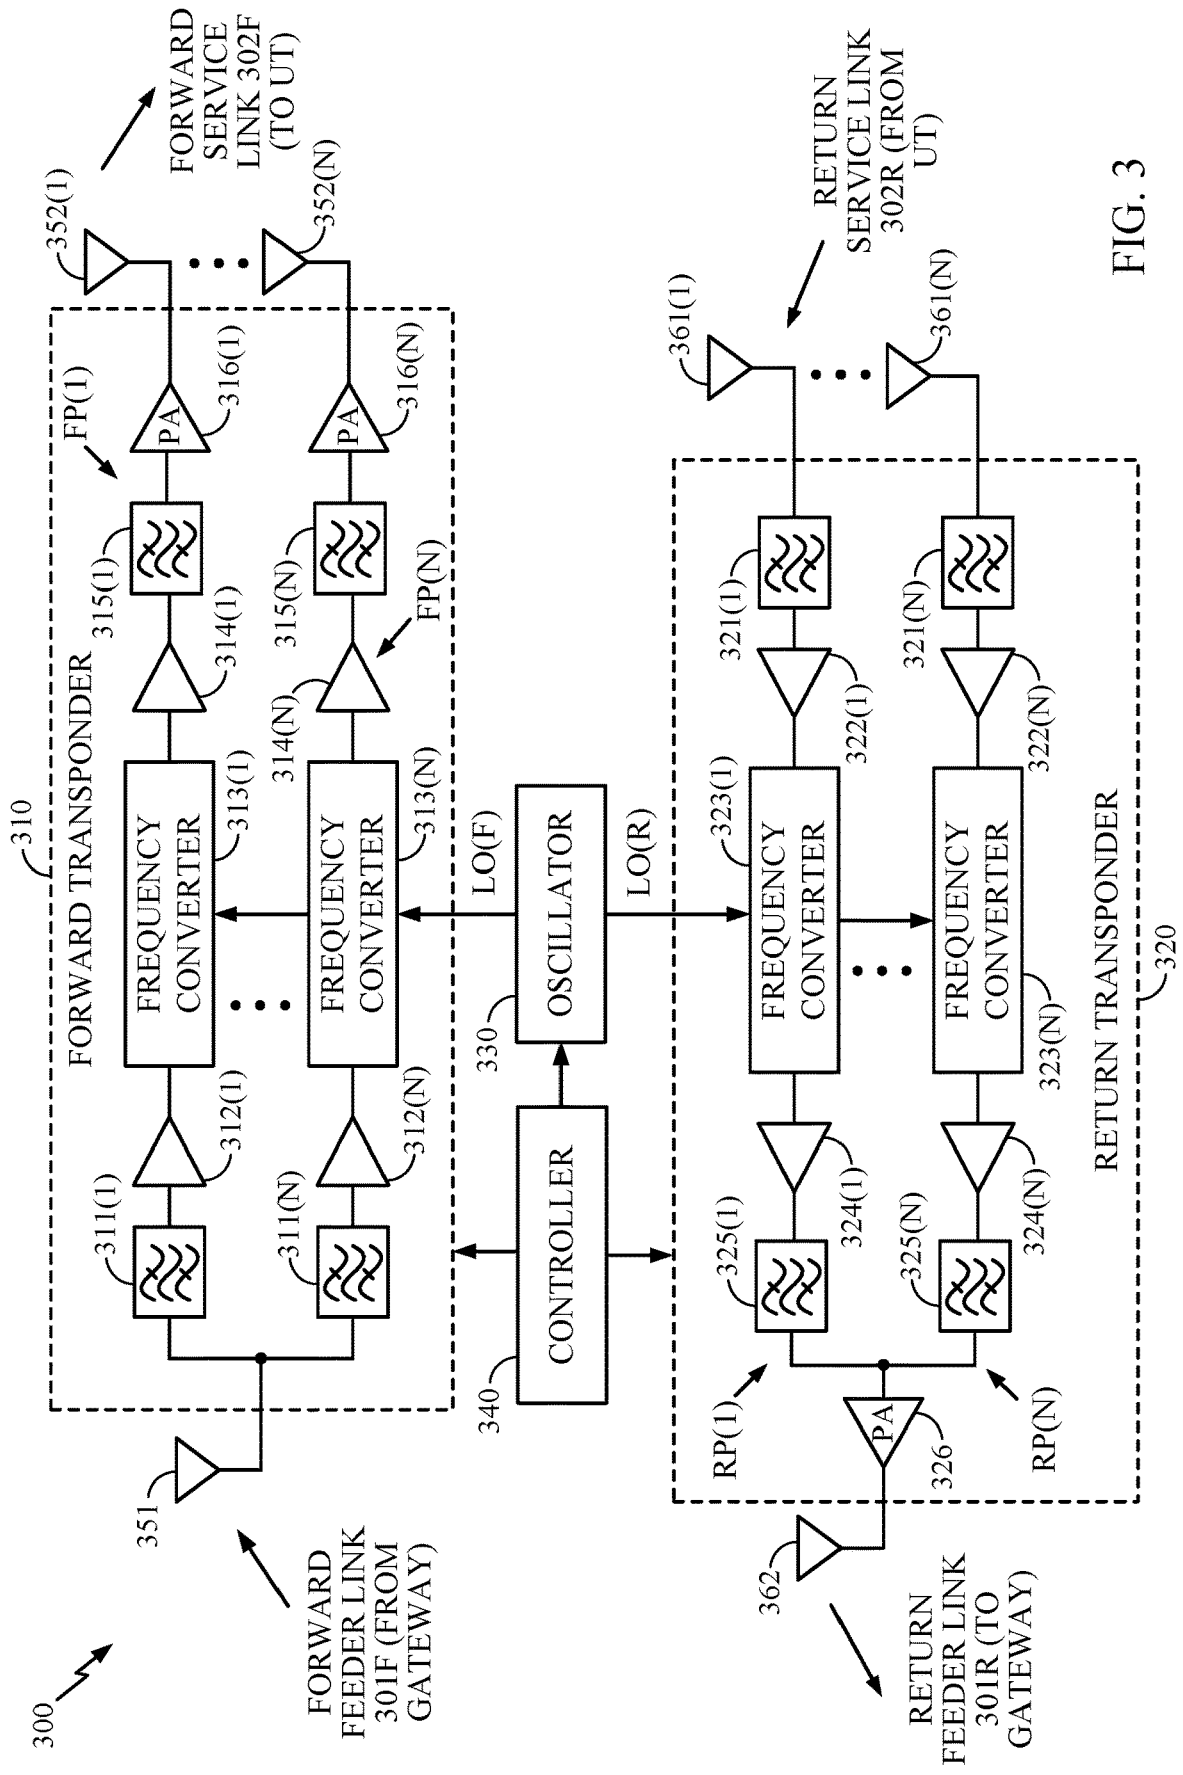 300
310
FORWARD TRANSPONDER
FORWARD
FEEDER LINK
301F (FROM
GATEWAY)
351
311(1)
312(1)
FREQUENCY
CONVERTER
313(1)
314(1)
315(1)
FP(1)
PA
316(1)
352(1)
FORWARD
SERVICE
LINK 302F
(TO UT)
311(N)
312(N)
FREQUENCY
CONVERTER
313(N)
314(N)
315(N)
FP(N)
PA
316(N)
352(N)
LO(F)
340
CONTROLLER
330
OSCILLATOR
LO(R)
RETURN
SERVICE LINK
302R (FROM
UT)
361(1)
321(1)
322(1)
323(1)
FREQUENCY
CONVERTER
324(1)
325(1)
RP(1)
361(N)
321(N)
322(N)
FREQUENCY
CONVERTER
323(N)
324(N)
325(N)
RP(N)
PA
326
362
RETURN
FEEDER LINK
301R (TO
GATEWAY)
RETURN TRANSPONDER
320
FIG. 3